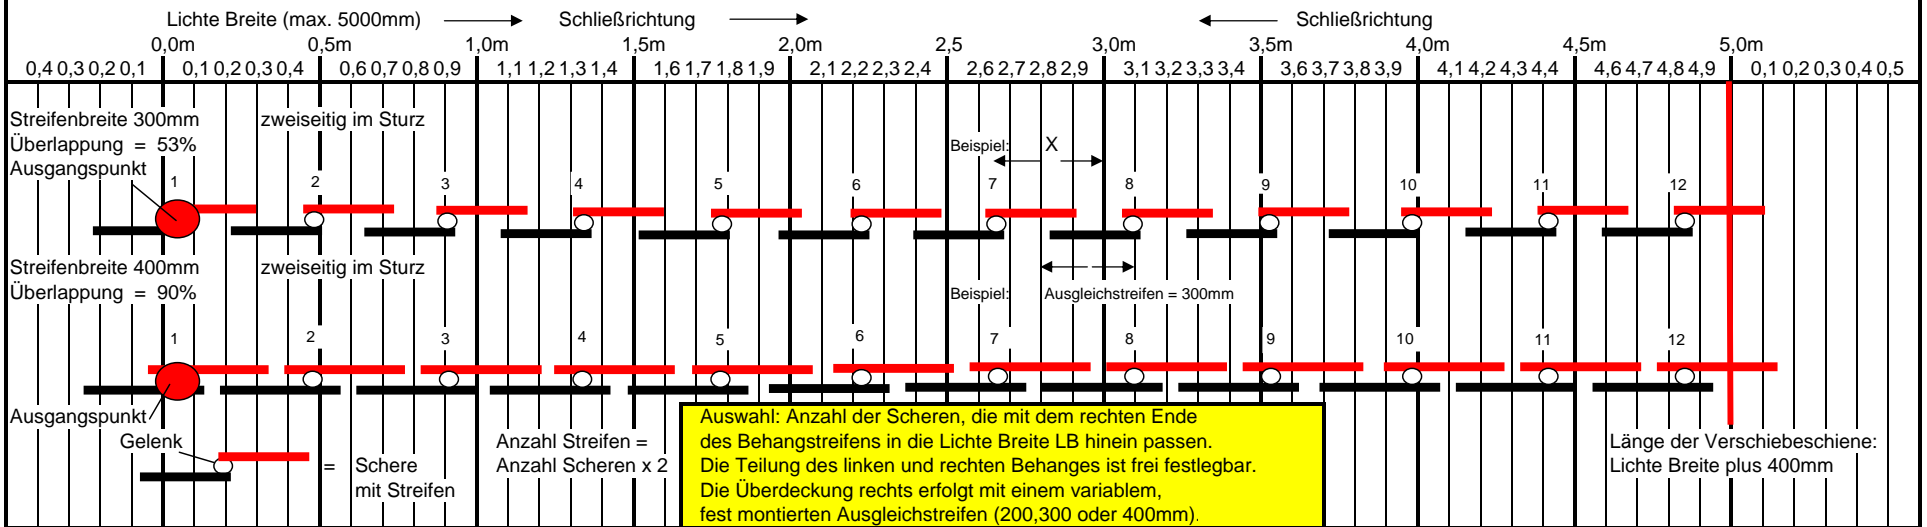 Lichte Breite (max. 5000mm) Schließrichtung Schließrichtung
0,0m 0,5m 1,0m 1,5m 2,0m 2,5 3,0m 3,5m 4,0m 4,5m 5,0m
0,4 0,3 0,2 0,1 0,1 0,2 0,3 0,4 0,6 0,7 0,8 0,9 1,1 1,2 1,3 1,4 1,6 1,7 1,8 1,9 2,1 2,2 2,3 2,4 2,6 2,7 2,8 2,9 3,1 3,2 3,3 3,4 3,6 3,7 3,8 3,9 4,1 4,2 4,3 4,4 4,6 4,7 4,8 4,9 0,1 0,2 0,3 0,4 0,5
Streifenbreite 300mm zweiseitig im Sturz
Überlappung = 53%
Beispiel: X
Ausgangspunkt
1 2 3 4 5 6 7 8 9 10 11 12
Streifenbreite 400mm zweiseitig im Sturz
Überlappung = 90%
Beispiel: Ausgleichstreifen = 300mm
1 2 3 4 5 6 7 8 9 10 11 12
Ausgangspunkt
Gelenk
= Schere
mit Streifen
Anzahl Streifen =
Anzahl Scheren x 2
Auswahl: Anzahl der Scheren, die mit dem rechten Ende
des Behangstreifens in die Lichte Breite LB hinein passen.
Die Teilung des linken und rechten Behanges ist frei festlegbar.
Die Überdeckung rechts erfolgt mit einem variablem,
fest montierten Ausgleichstreifen (200,300 oder 400mm).
Länge der Verschiebeschiene:
Lichte Breite plus 400mm